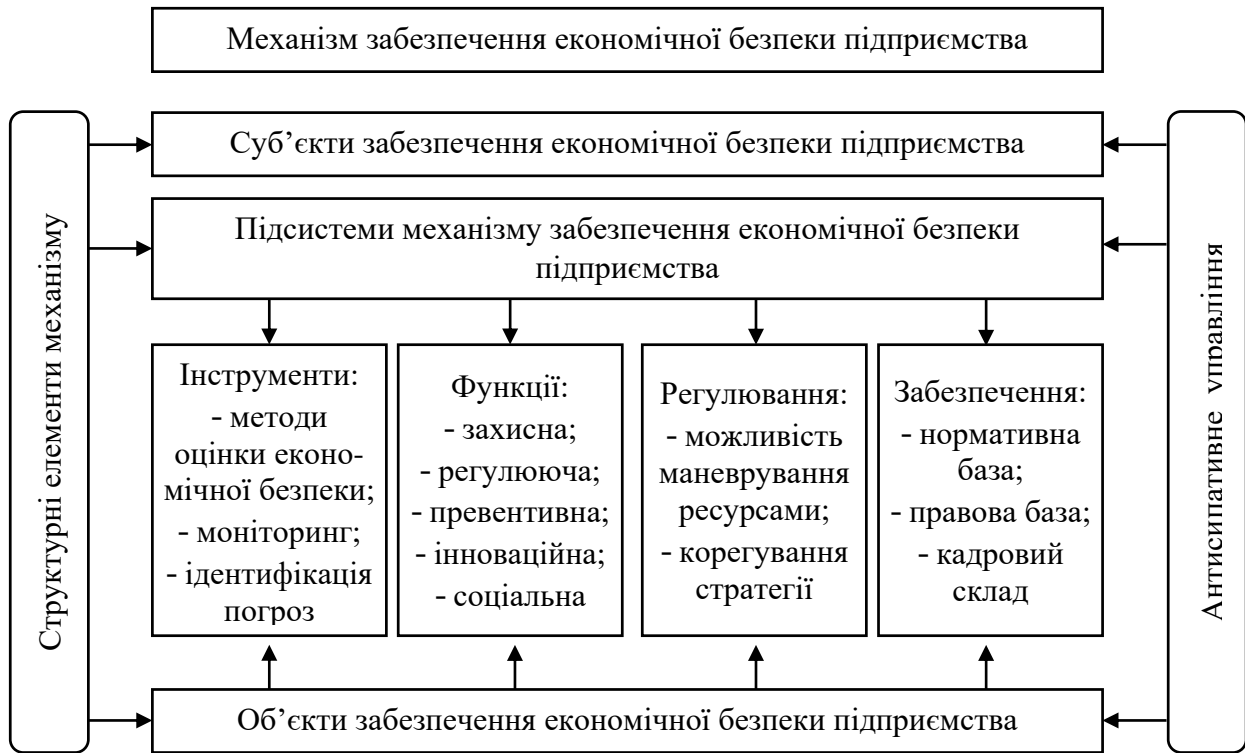 Механізм забезпечення економічної безпеки підприємства
Структурні елементи механізму
Суб’єкти забезпечення економічної безпеки підприємства
Підсистеми механізму забезпечення економічної безпеки
підприємства
Інструменти:
- методи
оцінки еконо-
мічної безпеки;
- моніторинг;
- ідентифікація
погроз
Функції:
- захисна;
- регулююча;
- превентивна;
- інноваційна;
- соціальна
Регулювання:
- можливість
маневрування
ресурсами;
- корегування
стратегії
Забезпечення:
- нормативна
база;
- правова база;
- кадровий
склад
Об’єкти забезпечення економічної безпеки підприємства
Антисипативне управління